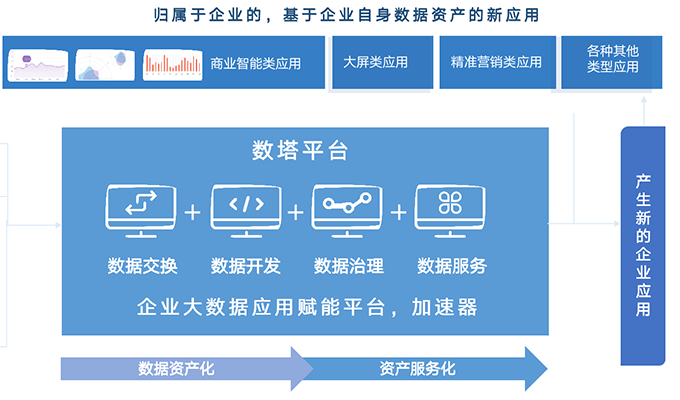 归属于企业的，基于企业自身数据资产的新应用
商业智能类应用
大屏类应用
精准营销类应用
各种其他
类型应用
数塔平台
数据交换
数据开发
数据治理
数据服务
企业大数据应用赋能平台，加速器
产生新的企业应用
数据资产化
资产服务化